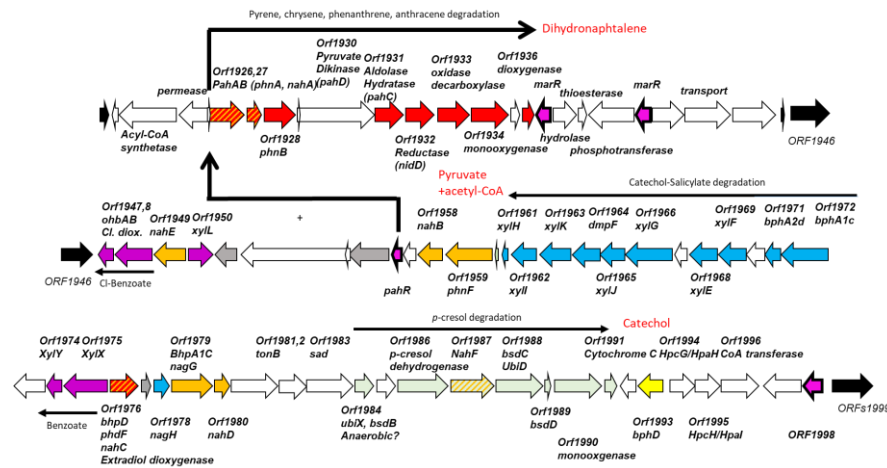 Pyrene, chrysene, phenanthrene, anthracene degradation
Dihydronaphtalene
permease
Orf1926,27
PahAB (phnA, nahA)
Orf1930
Pyruvate
Dikinase
(pahD)
Orf1931
Aldolase
Hydratase
(pahC)
Orf1933
oxidase
decarboxylase
Orf1936
dioxygenase
marR
thioesterase
marR
transport
Acyl-CoA
synthetase
Orf1928
phnB
Orf1932
Reductase
(nidD)
Orf1934
monooxygenase
hydrolase
phosphotransferase
ORF1946
Pyruvate
+acetyl-CoA
Catechol-Salicylate degradation
Orf1947,8
ohbAB
Cl. diox.
Orf1949
nahE
Orf1950
xylL
+
Orf1958
nahB
Orf1961
xylH
Orf1963
xylK
Orf1964
dmpF
Orf1966
xylG
Orf1969
xylF
Orf1971
bphA2d
Orf1972
bphA1c
ORF1946
Cl-Benzoate
pahR
Orf1959
phnF
Orf1962
xylI
Orf1965
xylJ
Orf1968
xylE
p-cresol degradation
Catechol
Orf1974
XylY
Orf1975
XylX
Orf1979
BhpA1C
nagG
Orf1981,2
tonB
Orf1983
sad
Orf1986
p-cresol
dehydrogenase
Orf1987
NahF
Orf1988
bsdC
UbiD
Orf1991
Cytochrome C
Orf1994
HpcG/HpaH
Orf1996
CoA transferase
Benzoate
Orf1976
bhpD
phdF
nahC
Extradiol dioxygenase
Orf1978
nagH
Orf1980
nahD
Orf1984
ubiX, bsdB
Anaerobic?
Orf1989
bsdD
Orf1990
monooxgenase
Orf1993
bphD
Orf1995
HpcH/HpaI
ORF1998
ORFs1999